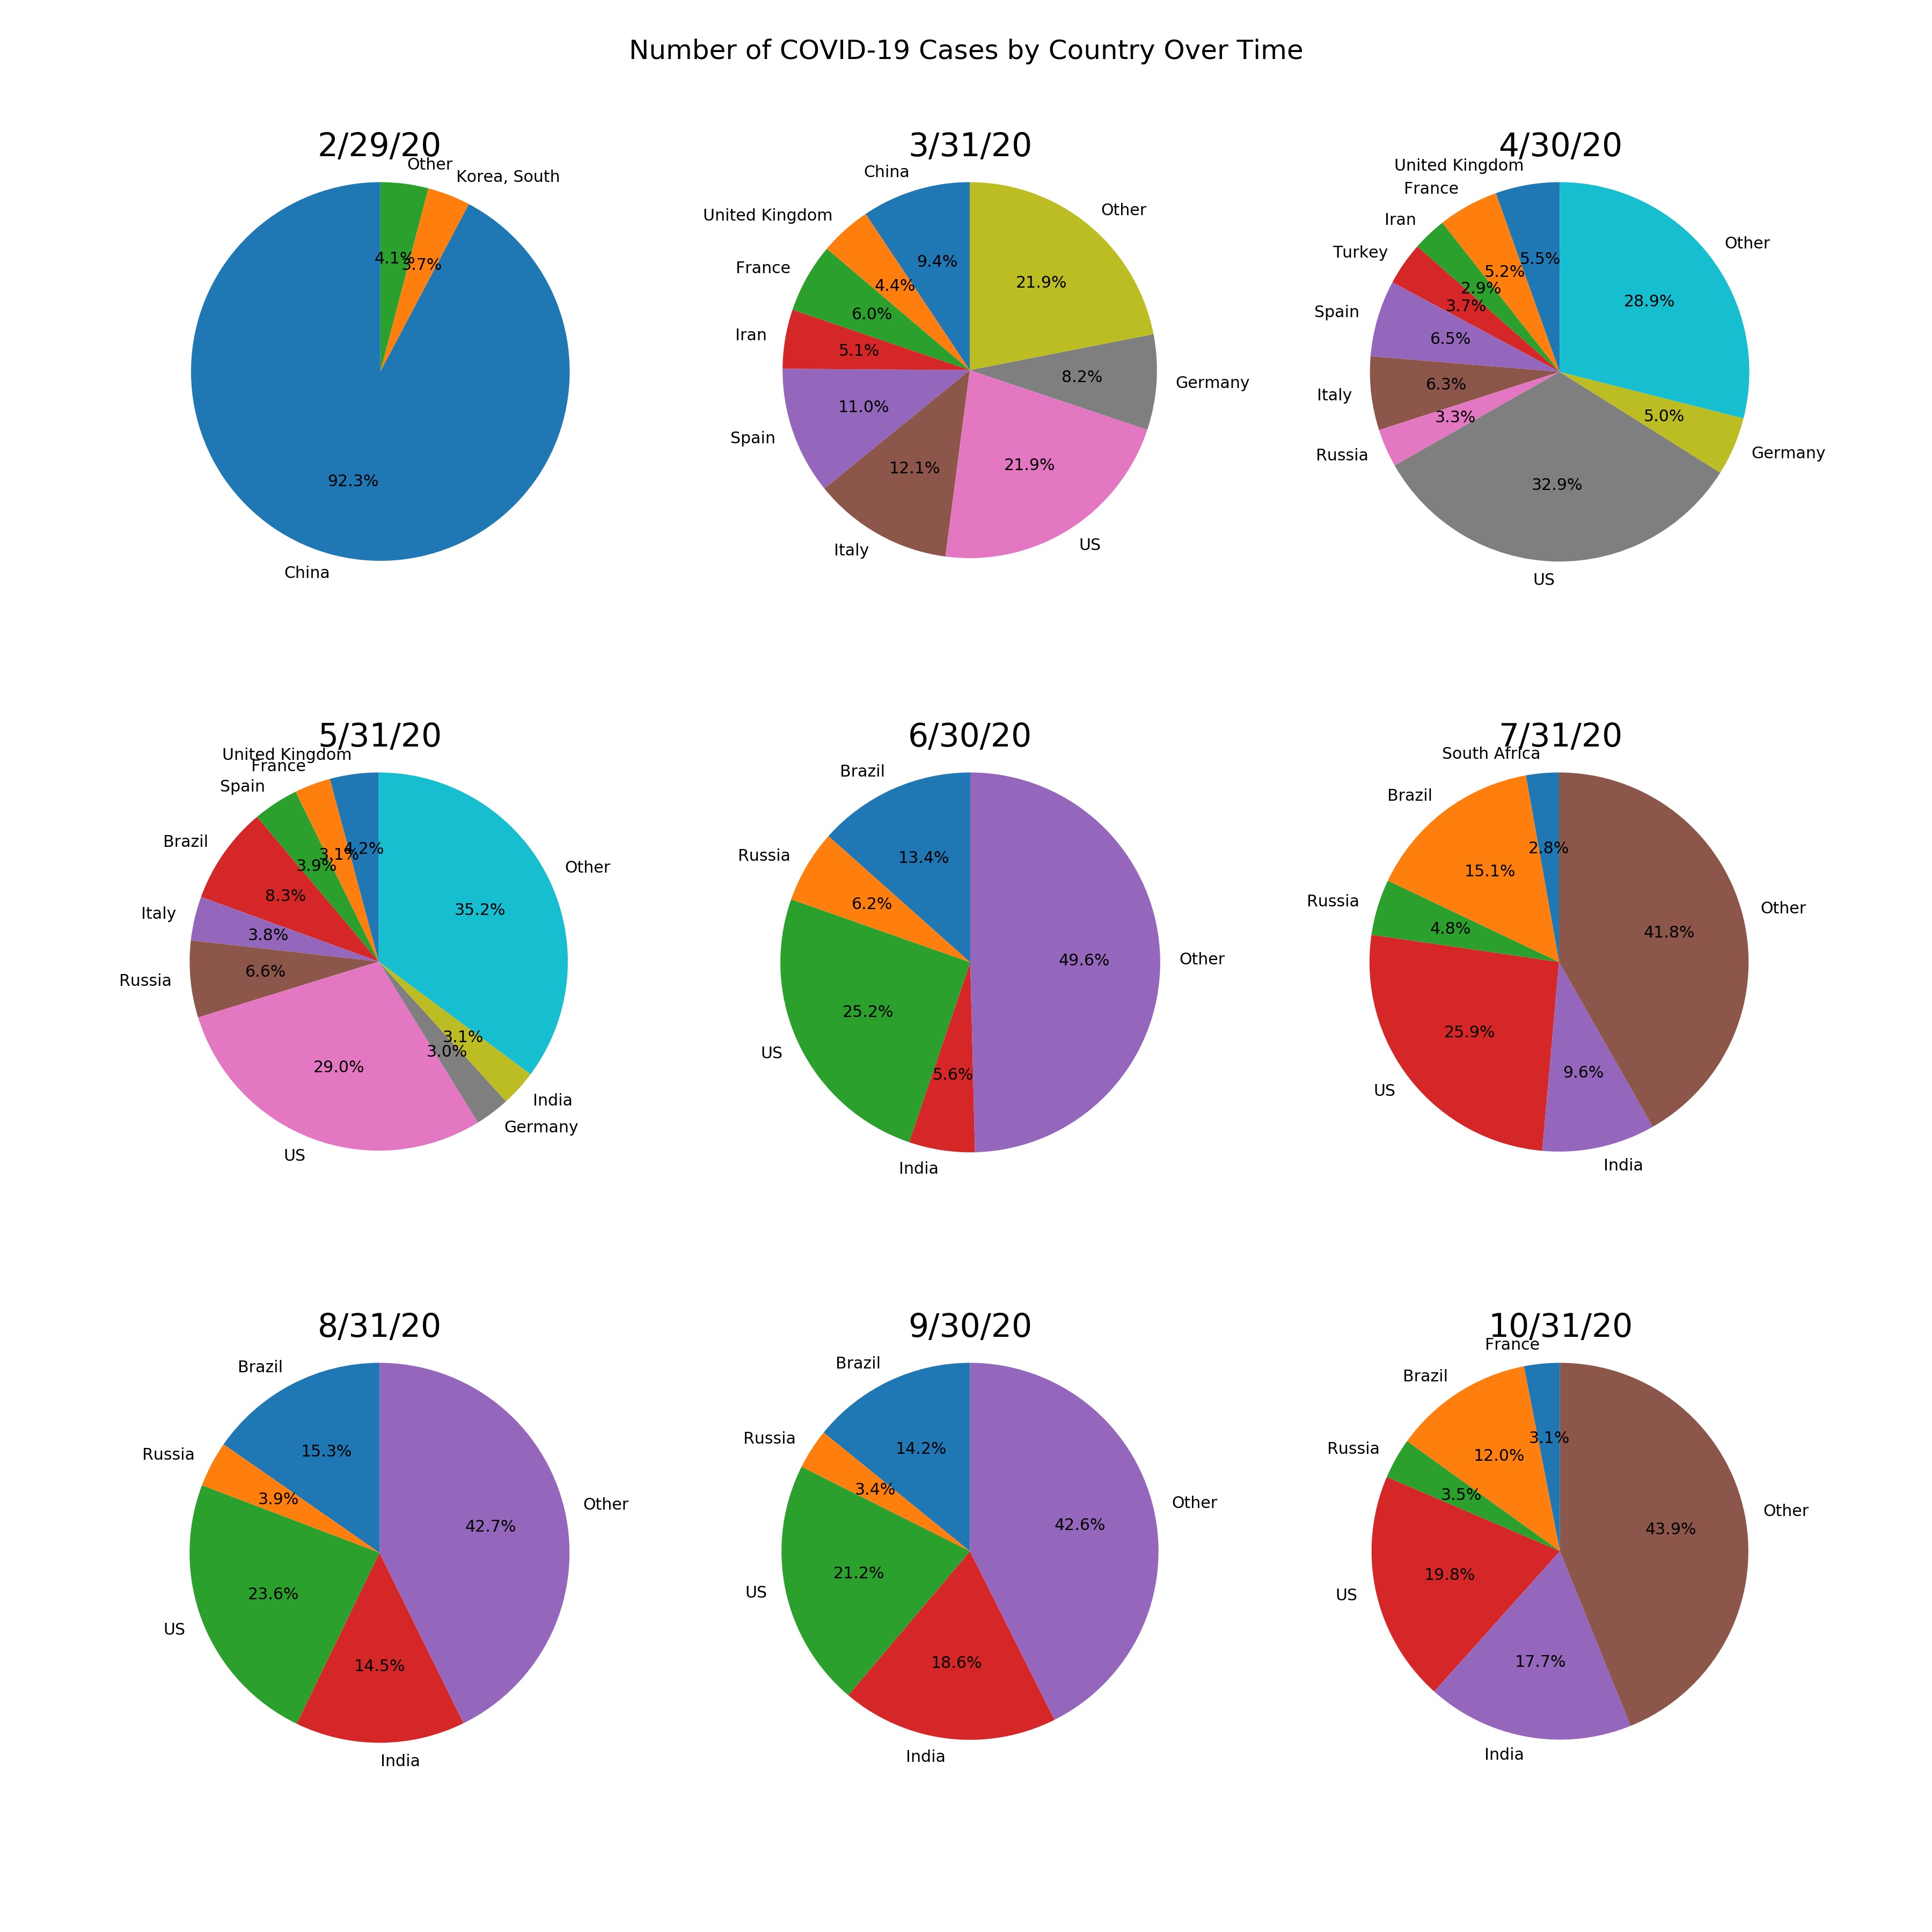 Number of COVID-19 Cases by Country Over Time
2/29/20
Other
Korea, South
4.1%
3.7%
92.3%
China
3/31/20
China
United Kingdom
Other
France
9.4%
21.9%
4.4%
6.0%
Iran
5.1%
8.2%
Germany
11.0%
Spain
12.1%
21.9%
Italy
US
4/30/20
United Kingdom
France
Iran
Turkey
Other
5.5%
5.2%
2.9%
3.7%
28.9%
Spain
6.5%
6.3%
Italy
3.3%
5.0%
Russia
Germany
32.9%
US
5/31/20
United Kingdom
France
Spain
Brazil
4.2%
3.1%
3.9%
Other
8.3%
35.2%
Italy
3.8%
6.6%
Russia
3.1%
3.0%
29.0%
India
Germany
US
6/30/20
Brazil
Russia
13.4%
6.2%
49.6%
Other
25.2%
US
5.6%
India
7/31/20
South Africa
Brazil
2.8%
15.1%
Russia
Other
4.8%
41.8%
25.9%
9.6%
US
India
8/31/20
Brazil
Russia
15.3%
3.9%
Other
42.7%
23.6%
US
14.5%
India
9/30/20
Brazil
Russia
14.2%
3.4%
Other
42.6%
21.2%
US
18.6%
India
10/31/20
France
Brazil
3.1%
Russia
12.0%
3.5%
Other
43.9%
19.8%
US
17.7%
India